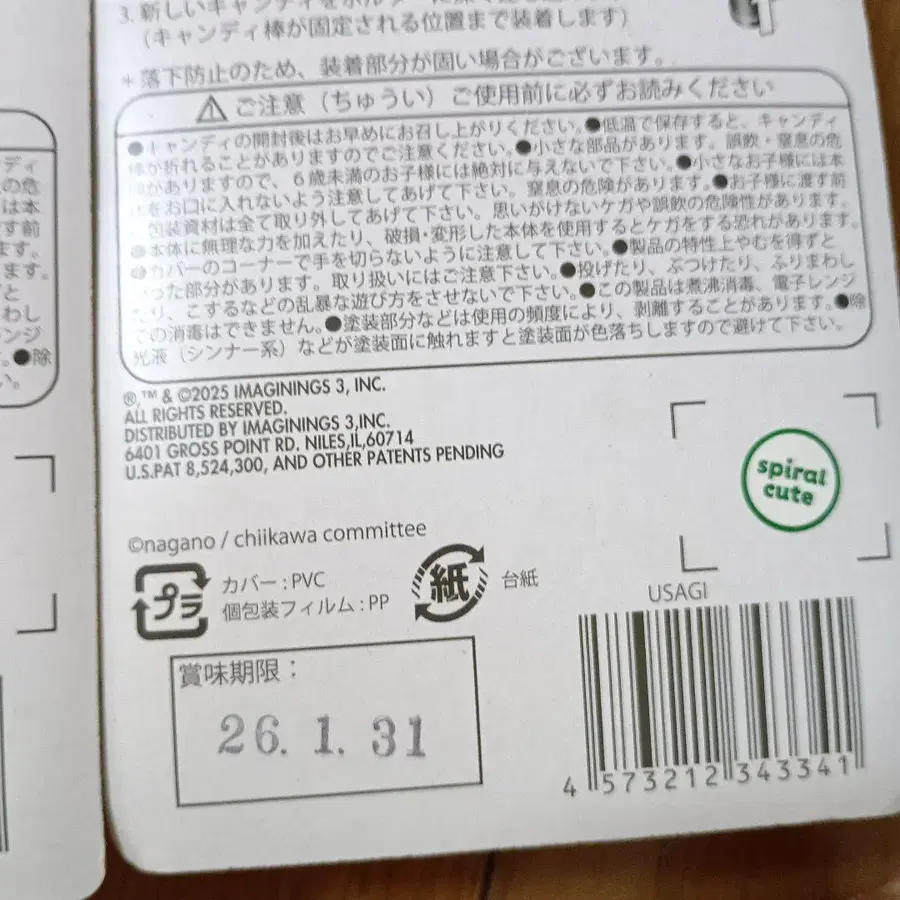 3. 新しいキャンディをホルダー
（キャンディ棒が固定される位置まで装着します）
＊落下防止のため、装着部分が固い場合がございます。
⚠ ご注意（ちゅうい）ご使用前に必ずお読みください
●キャンディの開封後はお早めにお召し上がりください。●低温で保存すると、キャンディ
が折れることがありますのでご注意ください。●小さな部品があります。誤飲・窒息の危
がありますので、６歳未満のお子様には絶対に与えないで下さい。●小さなお子様には本
をお口に入れないよう注意してあげて下さい。窒息の危険があります。●お子様に渡す前
包装資材は全て取り外してあげて下さい。思いがけないケガや誤飲の危険性があります。
●本体に無理な力を加えたり、破損・変形した本体を使用するとケガをする恐れがあります。
●カバーのコーナーで手を切らないように注意して下さい。●製品の特性上やむを得ずと
った部分があります。取り扱いにはご注意下さい。●投げたり、ぶつけたり、ふりまわし
り、こするなどの乱暴な遊び方をさせないで下さい。●この製品は煮沸消毒、電子レンジ
の消毒はできません。●塗装部分などは使用の頻度により、剥離することがあります。●除
光液（シンナー系）などが塗装面に触れますと塗装面が色落ちしますので避けて下さい。
®,™ & ©2025 IMAGININGS 3, INC.
ALL RIGHTS RESERVED.
DISTRIBUTED BY IMAGININGS 3,INC.
6401 GROSS POINT RD. NILES,IL,60714
U.S.PAT 8,524,300, AND OTHER PATENTS PENDING
spiral
cute
©nagano / chiikawa committee
プラ
カバー：PVC
個包装フィルム：PP
紙
台紙
USAGI
賞味期限：
26. 1. 31
4 573212 343341
ディ
の危
は本
す前
ます。
ます。
と
わし
ンジ
。●除
い。